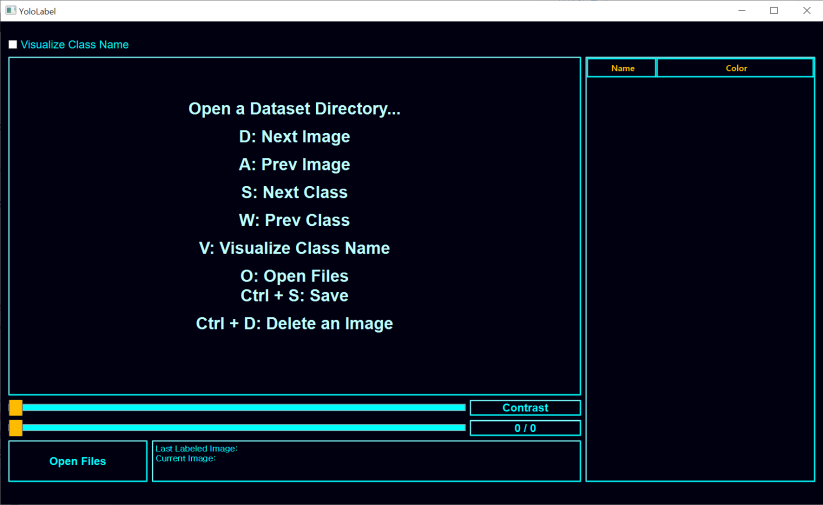 YoloLabel
Visualize Class Name
Open a Dataset Directory...
D: Next Image
A: Prev Image
S: Next Class
W: Prev Class
V: Visualize Class Name
O: Open Files
Ctrl + S: Save
Ctrl + D: Delete an Image
Name Color
Contrast
0 / 0
Open Files
Last Labeled Image:
Current Image: